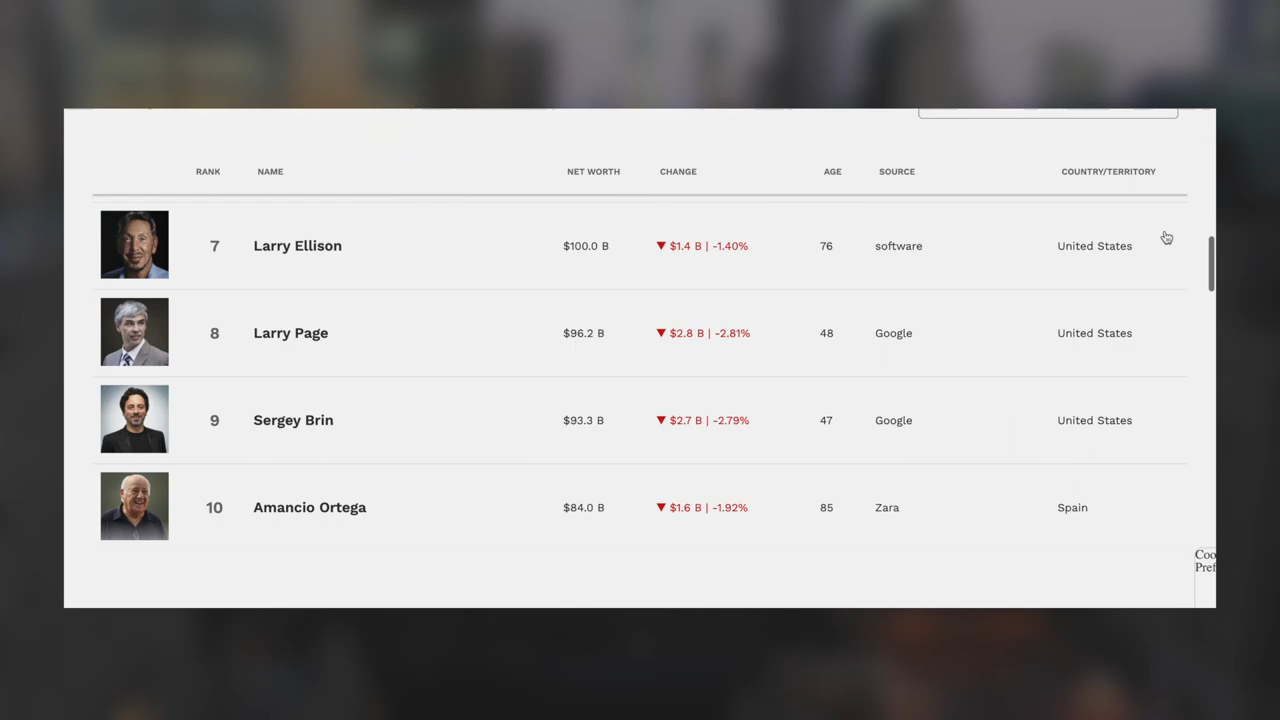 RANK NAME NET WORTH CHANGE AGE SOURCE COUNTRY/TERRITORY
7 Larry Ellison $100.0 B ▼ $1.4 B | -1.40% 76 software United States
8 Larry Page $96.2 B ▼ $2.8 B | -2.81% 48 Google United States
9 Sergey Brin $93.3 B ▼ $2.7 B | -2.79% 47 Google United States
10 Amancio Ortega $84.0 B ▼ $1.6 B | -1.92% 85 Zara Spain
Coo
Pref